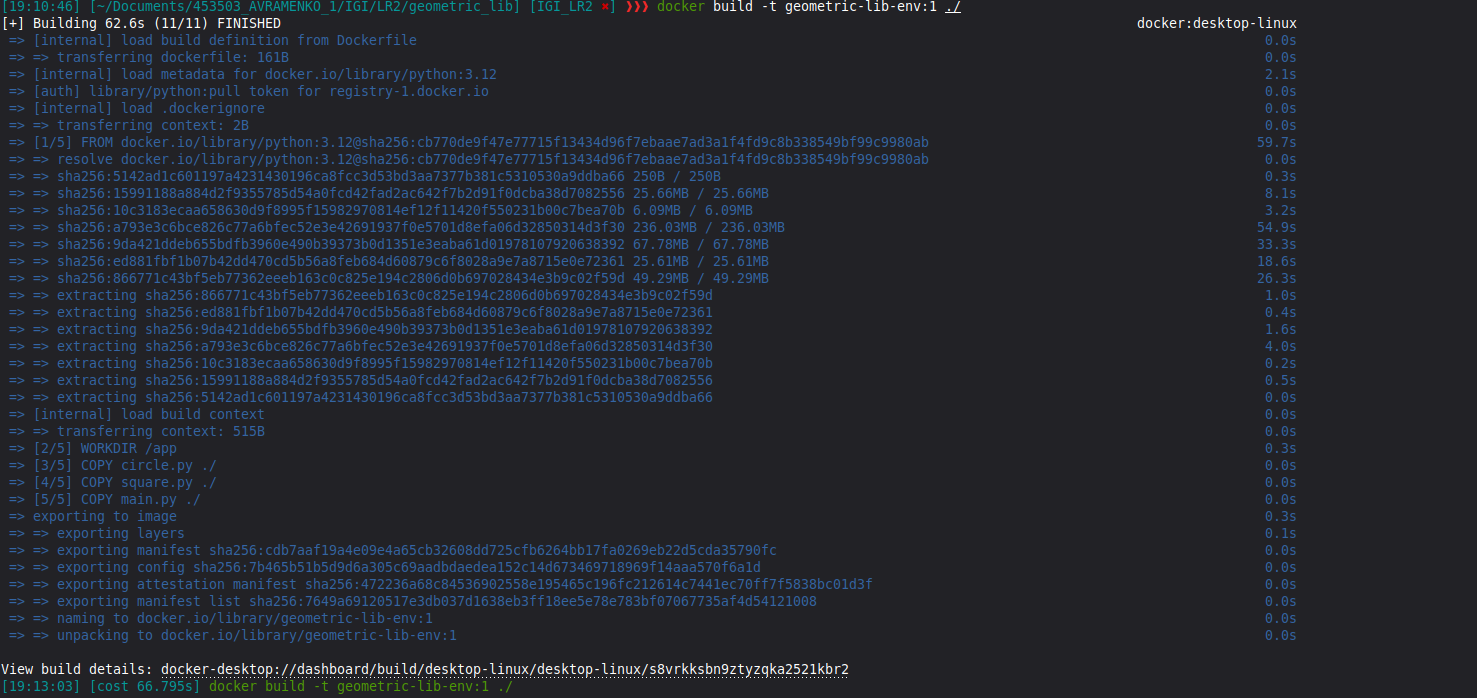 [19:10:46] [~/Documents/453503_AVRAMENKO_1/IGI/LR2/geometric_lib] [IGI_LR2 ✖] ❯❯❯ docker build -t geometric-lib-env:1 ./
[+] Building 62.6s (11/11) FINISHED docker:desktop-linux
=> [internal] load build definition from Dockerfile 0.0s
=> => transferring dockerfile: 161B 0.0s
=> [internal] load metadata for docker.io/library/python:3.12 2.1s
=> [auth] library/python:pull token for registry-1.docker.io 0.0s
=> [internal] load .dockerignore 0.0s
=> => transferring context: 2B 0.0s
=> [1/5] FROM docker.io/library/python:3.12@sha256:cb770de9f47e77715f13434d96f7ebaae7ad3a1f4fd9c8b338549bf99c9980ab 59.7s
=> => resolve docker.io/library/python:3.12@sha256:cb770de9f47e77715f13434d96f7ebaae7ad3a1f4fd9c8b338549bf99c9980ab 0.0s
=> => sha256:5142ad1c601197a4231430196ca8fcc3d53bd3aa7377b381c5310530a9ddba66 250B / 250B 0.3s
=> => sha256:15991188a884d2f9355785d54a0fcd42fad2ac642f7b2d91f0dcba38d7082556 25.66MB / 25.66MB 8.1s
=> => sha256:10c3183ecaa658630d9f8995f15982970814ef12f11420f550231b00c7bea70b 6.09MB / 6.09MB 3.2s
=> => sha256:a793e3c6bce826c77a6bfec52e3e42691937f0e5701d8efa06d32850314d3f30 236.03MB / 236.03MB 54.9s
=> => sha256:9da421ddeb655bdfb3960e490b39373b0d1351e3eaba61d01978107920638392 67.78MB / 67.78MB 33.3s
=> => sha256:ed881fbf1b07b42dd470cd5b56a8feb684d60879c6f8028a9e7a8715e0e72361 25.61MB / 25.61MB 18.6s
=> => sha256:866771c43bf5eb77362eeeb163c0c825e194c2806d0b697028434e3b9c02f59d 49.29MB / 49.29MB 26.3s
=> => extracting sha256:866771c43bf5eb77362eeeb163c0c825e194c2806d0b697028434e3b9c02f59d 1.0s
=> => extracting sha256:ed881fbf1b07b42dd470cd5b56a8feb684d60879c6f8028a9e7a8715e0e72361 0.4s
=> => extracting sha256:9da421ddeb655bdfb3960e490b39373b0d1351e3eaba61d01978107920638392 1.6s
=> => extracting sha256:a793e3c6bce826c77a6bfec52e3e42691937f0e5701d8efa06d32850314d3f30 4.0s
=> => extracting sha256:10c3183ecaa658630d9f8995f15982970814ef12f11420f550231b00c7bea70b 0.2s
=> => extracting sha256:15991188a884d2f9355785d54a0fcd42fad2ac642f7b2d91f0dcba38d7082556 0.5s
=> => extracting sha256:5142ad1c601197a4231430196ca8fcc3d53bd3aa7377b381c5310530a9ddba66 0.0s
=> [internal] load build context 0.0s
=> => transferring context: 515B 0.0s
=> [2/5] WORKDIR /app 0.3s
=> [3/5] COPY circle.py ./ 0.0s
=> [4/5] COPY square.py ./ 0.0s
=> [5/5] COPY main.py ./ 0.0s
=> exporting to image 0.3s
=> => exporting layers 0.1s
=> => exporting manifest sha256:cdb7aaf19a4e09e4a65cb32608dd725cfb6264bb17fa0269eb22d5cda35790fc 0.0s
=> => exporting config sha256:7b465b51b5d9d6a305c69aadbdaedea152c14d673469718969f14aaa570f6a1d 0.0s
=> => exporting attestation manifest sha256:472236a68c84536902558e195465c196fc212614c7441ec70ff7f5838bc01d3f 0.0s
=> => exporting manifest list sha256:7649a69120517e3db037d1638eb3ff18ee5e78e783bf07067735af4d54121008 0.0s
=> => naming to docker.io/library/geometric-lib-env:1 0.0s
=> => unpacking to docker.io/library/geometric-lib-env:1 0.0s
View build details: docker-desktop://dashboard/build/desktop-linux/desktop-linux/s8vrkksbn9ztyzqka2521kbr2
[19:13:03] [cost 66.795s] docker build -t geometric-lib-env:1 ./